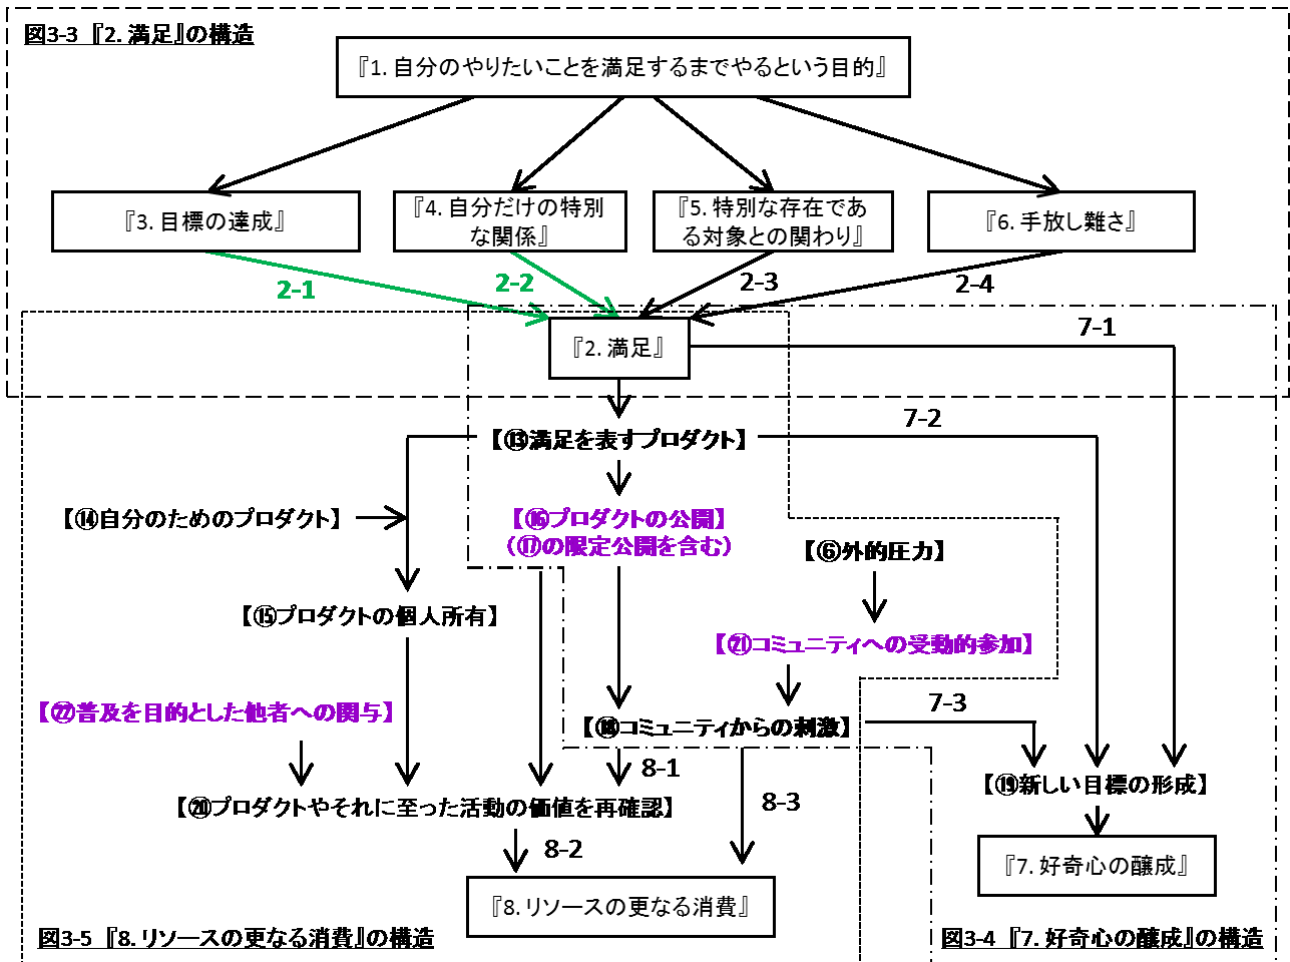 図3-3 『2. 満足』の構造
『1. 自分のやりたいことを満足するまでやるという目的』
『3. 目標の達成』
『4. 自分だけの特別
な関係』
『5. 特別な存在であ
る対象との関わり』
『6. 手放し難さ』
2-1
2-2
2-3
2-4
『2. 満足』
7-1
【⑬満足を表すプロダクト】
7-2
【⑭自分のためのプロダクト】
【⑯プロダクトの公開】
（⑰の限定公開を含む）
【⑥外的圧力】
【⑮プロダクトの個人所有】
【㉑コミュニティへの受動的参加】
【㉒普及を目的とした他者への関与】
【⑱コミュニティからの刺激】
7-3
8-1
【⑲新しい目標の形成】
【⑳プロダクトやそれに至った活動の価値を再確認】
8-3
8-2
『7. 好奇心の醸成』
『8. リソースの更なる消費』
図3-5 『8. リソースの更なる消費』の構造
図3-4 『7. 好奇心の醸成』の構造